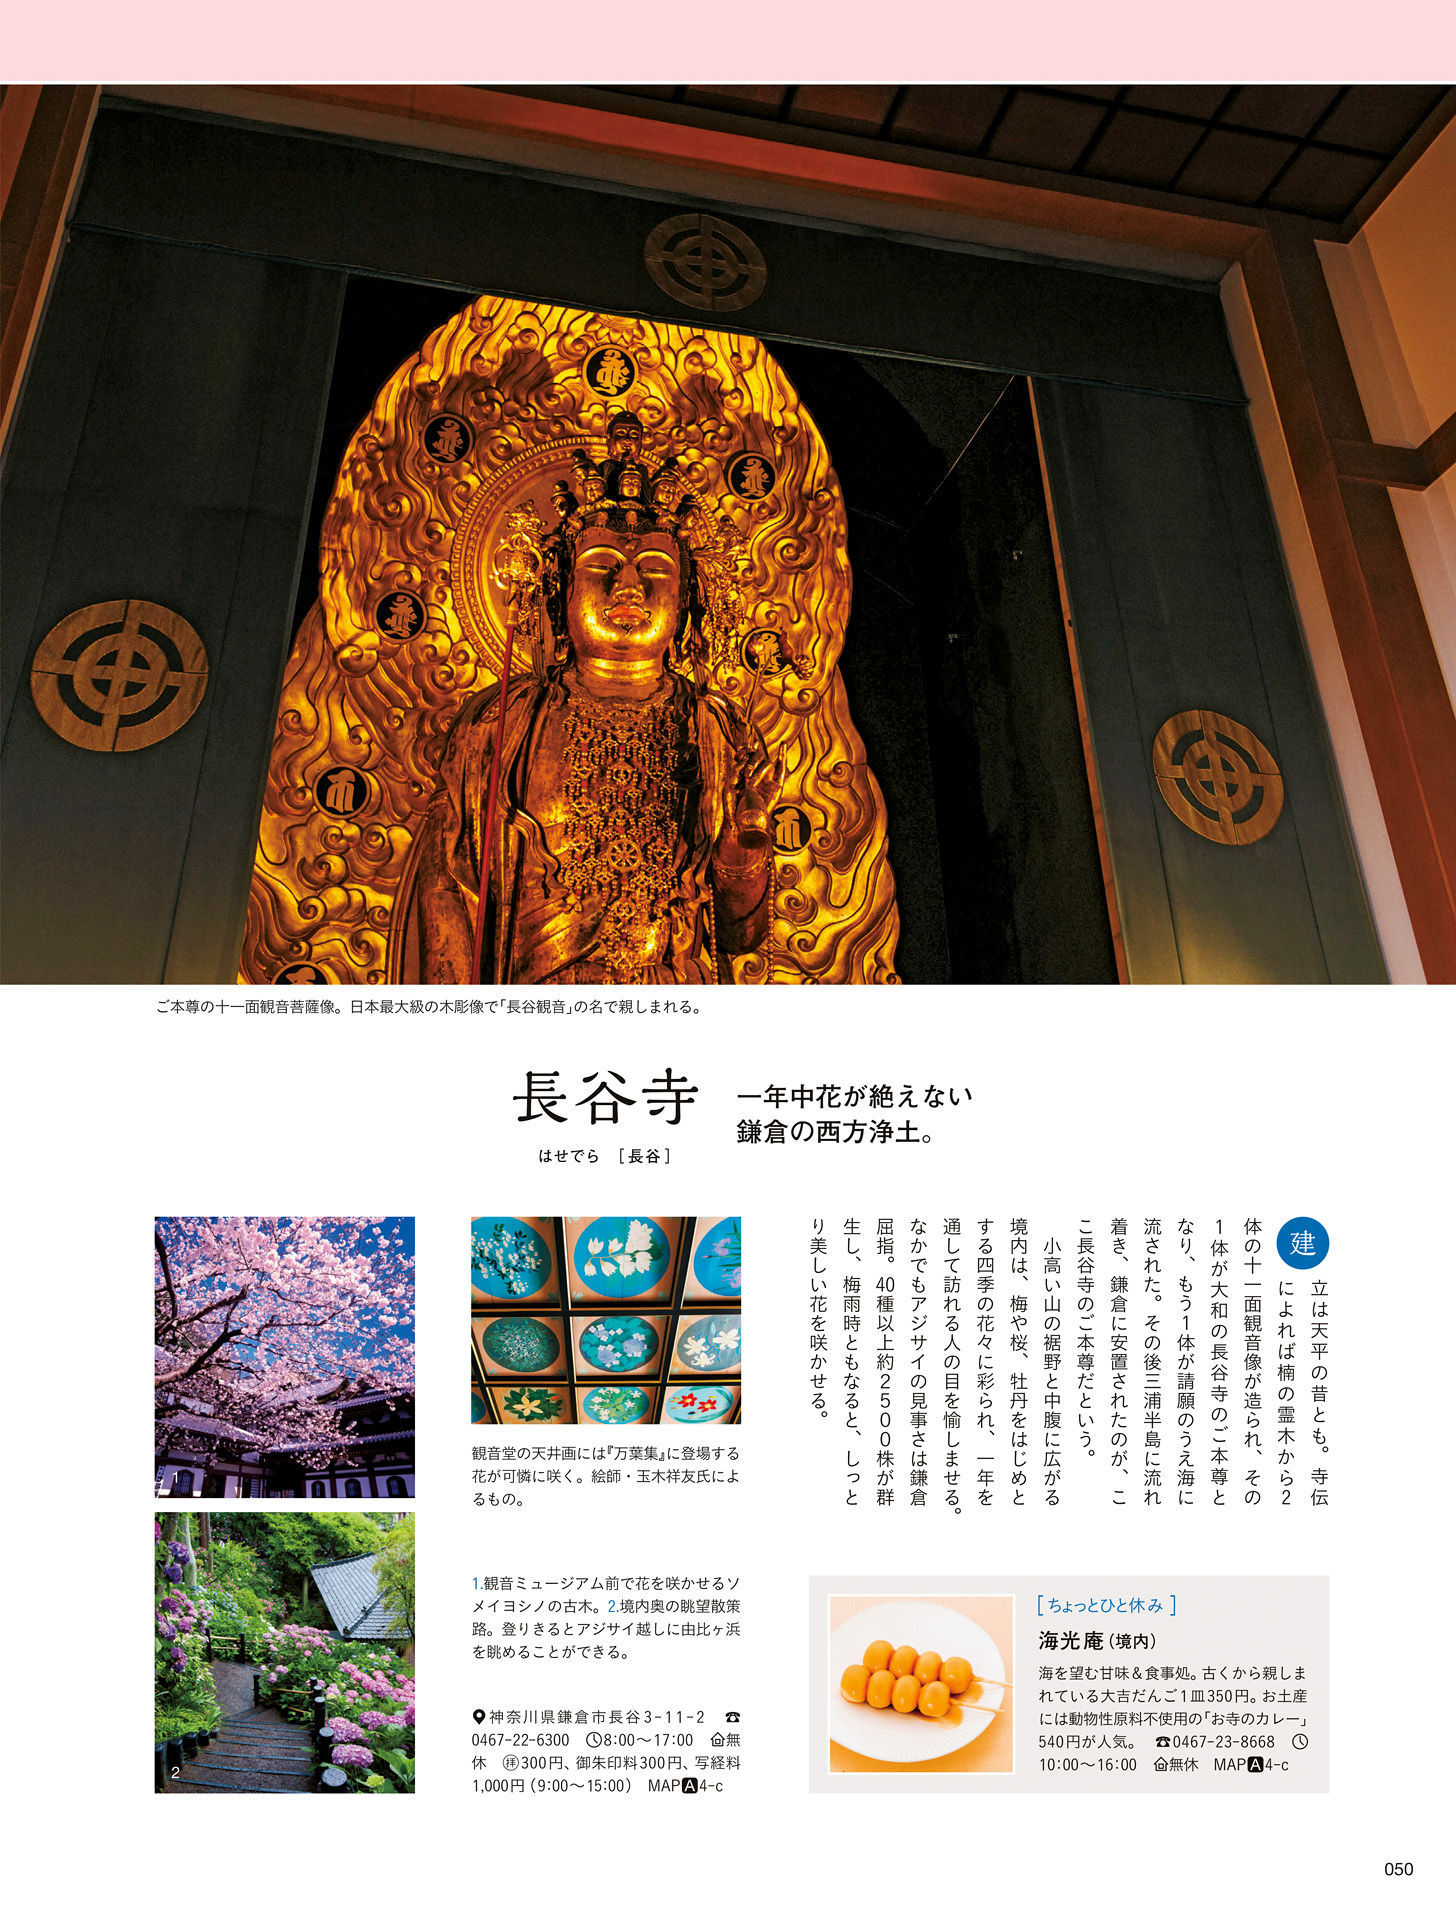 ご本尊の十一面観音菩薩像。日本最大級の木彫像で「長谷観音」の名で親しまれる。
長谷寺
はせでら ［長谷］
一年中花が絶えない
鎌倉の西方浄土。
建
立は天平の昔とも。寺伝
によれば楠の霊木から2
体の十一面観音像が造られ、その
1体が大和の長谷寺のご本尊と
なり、もう1体が請願のうえ海に
流された。その後三浦半島に流れ
着き、鎌倉に安置されたのが、こ
こ長谷寺のご本尊だという。
小高い山の裾野と中腹に広がる
境内は、梅や桜、牡丹をはじめと
する四季の花々に彩られ、一年を
通して訪れる人の目を愉しませる。
なかでもアジサイの見事さは鎌倉
屈指。40種以上約2500株が群
生し、梅雨時ともなると、しっと
り美しい花を咲かせる。
1
2
観音堂の天井画には『万葉集』に登場する
花が可憐に咲く。絵師・玉木祥友氏によ
るもの。
1.観音ミュージアム前で花を咲かせるソ
メイヨシノの古木。2.境内奥の眺望散策
路。登りきるとアジサイ越しに由比ヶ浜
を眺めることができる。
神奈川県鎌倉市長谷3-11-2 ☎
0467-22-6300 8:00〜17:00 無
休 拝300円、御朱印料300円、写経料
1,000円（9:00〜15:00） MAP A 4-c
［ちょっとひと休み］
海光庵（境内）
海を望む甘味＆食事処。古くから親しま
れている大吉だんご1皿350円。お土産
には動物性原料不使用の「お寺のカレー」
540円が人気。 ☎0467-23-8668
10:00〜16:00 無休 MAP A 4-c
050